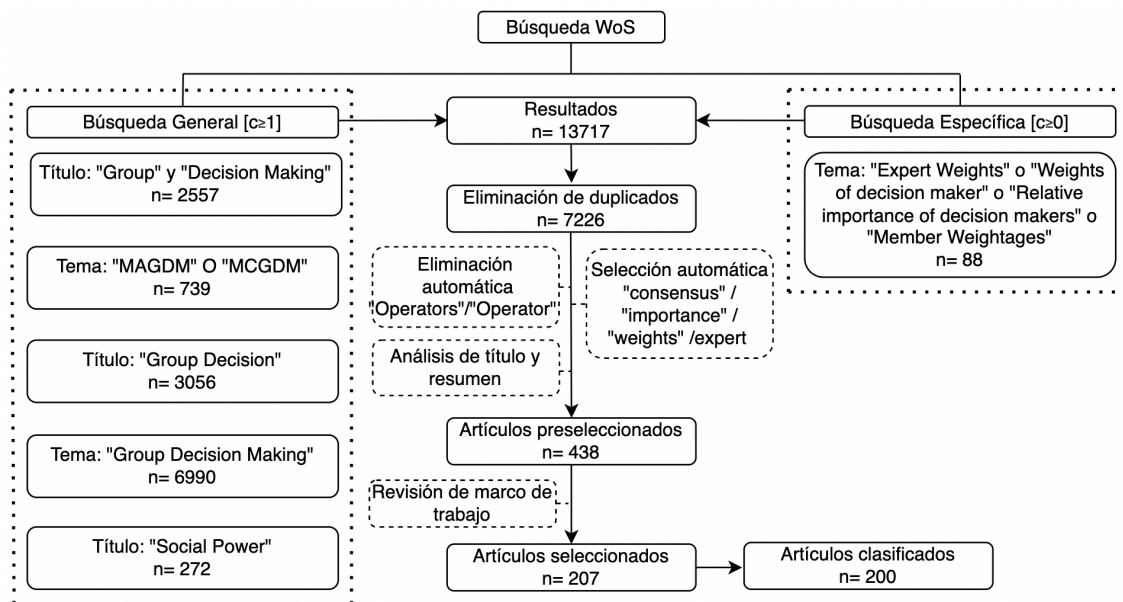 Búsqueda WoS
Búsqueda General [c≥1]
Título: "Group" y "Decision Making"
n= 2557
Tema: "MAGDM" O "MCGDM"
n= 739
Título: "Group Decision"
n= 3056
Tema: "Group Decision Making"
n= 6990
Título: "Social Power"
n= 272
Resultados
n= 13717
Eliminación de duplicados
n= 7226
Eliminación
automática
"Operators"/"Operator"
Selección automática
"consensus" /
"importance" /
"weights" /expert
Análisis de título y
resumen
Artículos preseleccionados
n= 438
Revisión de marco de
trabajo
Artículos seleccionados
n= 207
Artículos clasificados
n= 200
Búsqueda Específica [c≥0]
Tema: "Expert Weights" o "Weights
of decision maker" o "Relative
importance of decision makers" o
"Member Weightages"
n= 88